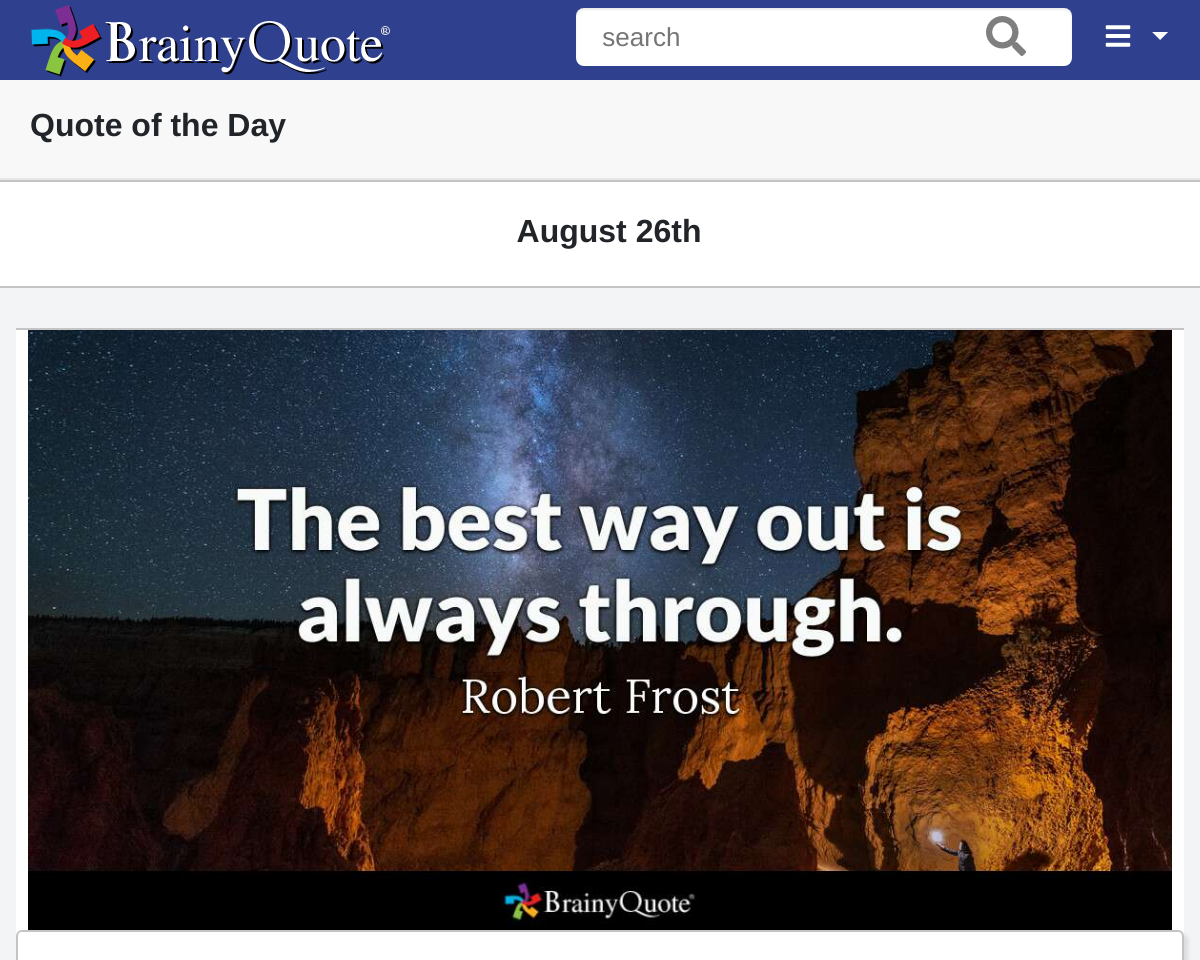 BrainyQuote®
search
Quote of the Day
August 26th
The best way out is
always through.
Robert Frost
BrainyQuote®